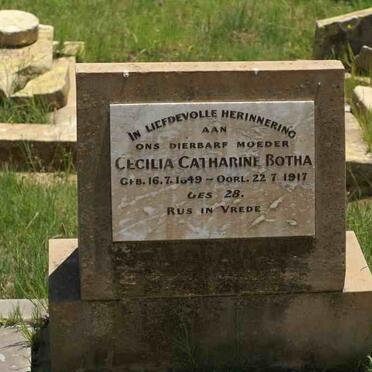 IN LIEFDEVOLLE HERINNERING
AAN
ONS DIERBARE MOEDER
CECILIA CATHARINE BOTHA
GEB. 16.7.1849 - OORL. 22 7 1917
GES 28.
RUS IN VREDE